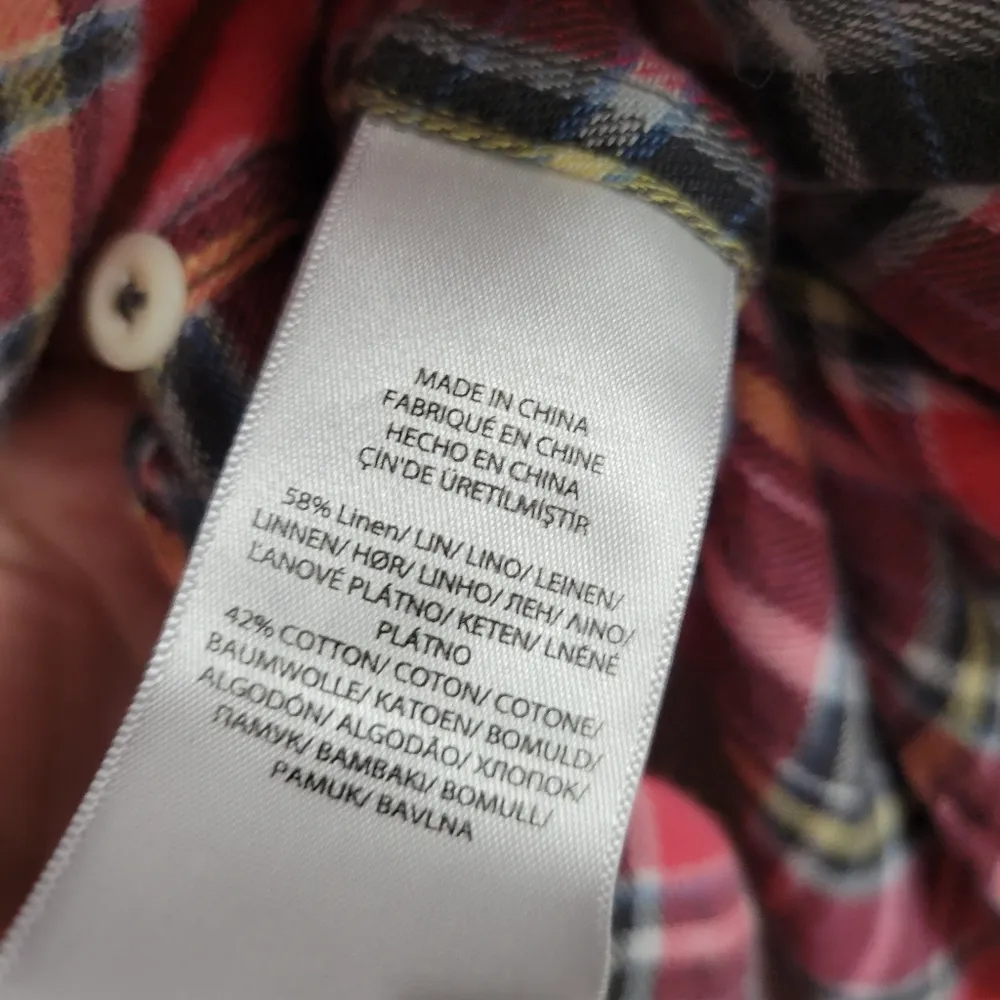 MADE IN CHINA
FABRIQUÉ EN CHINE
HECHO EN CHINA
ÇİN'DE ÜRETİLMİŞTİR
58% Linen/ LIN/ LINO/ LEINEN/
LINNEN/ HØR/ LINHO/ ЛЕН/ ΛΙΝΟ/
ĽANOVÉ PLÁTNO/ KETEN/ LNĚNÉ
PLÁTNO
42% COTTON/ COTON/ COTONE/
BAUMWOLLE/ KATOEN/ BOMULD/
ALGODÓN/ ALGODÃO/ ХЛОПОК/
ПАМУК/ BAMBAKI/ BOMULL/
PAMUK/ BAVLNA